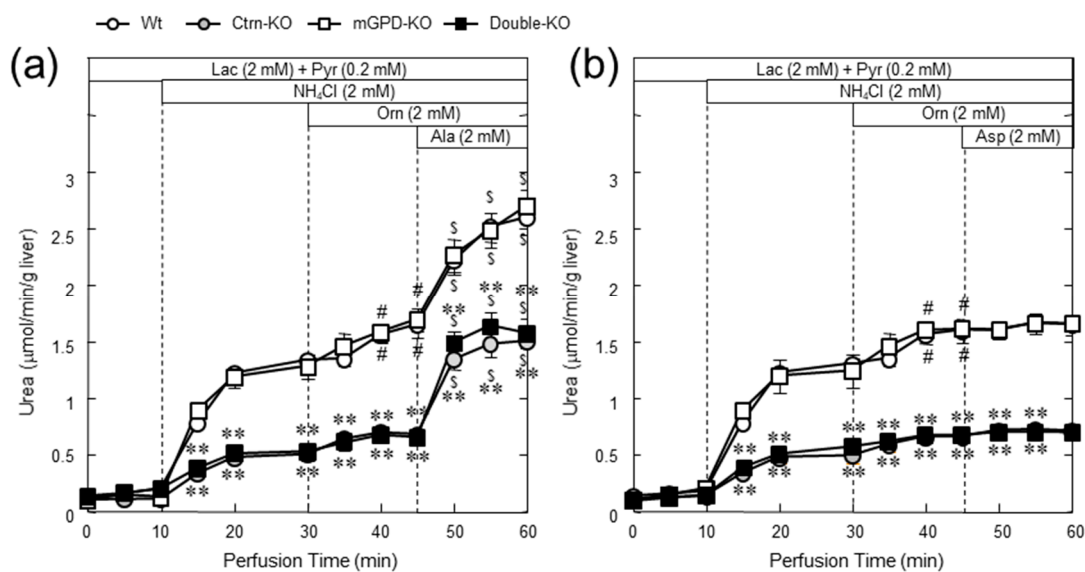 Wt Ctrn-KO mGPD-KO Double-KO
(a)
Lac (2 mM) + Pyr (0.2 mM)
NH₄Cl (2 mM)
Orn (2 mM)
Ala (2 mM)
Urea (μmol/min/g liver)
3
2.5
2
1.5
1
0.5
0
0 10 20 30 40 50 60
Perfusion Time (min)
$ $ $
$ $ $
** ** **
$ $ $
$ $ $
** ** **
# #
# #
** ** ** ** ** **
** ** ** ** ** **
(b)
Lac (2 mM) + Pyr (0.2 mM)
NH₄Cl (2 mM)
Orn (2 mM)
Asp (2 mM)
Urea (μmol/min/g liver)
3
2.5
2
1.5
1
0.5
0
0 10 20 30 40 50 60
Perfusion Time (min)
# #
# #
** ** ** ** ** ** ** **
** ** ** ** ** ** ** **